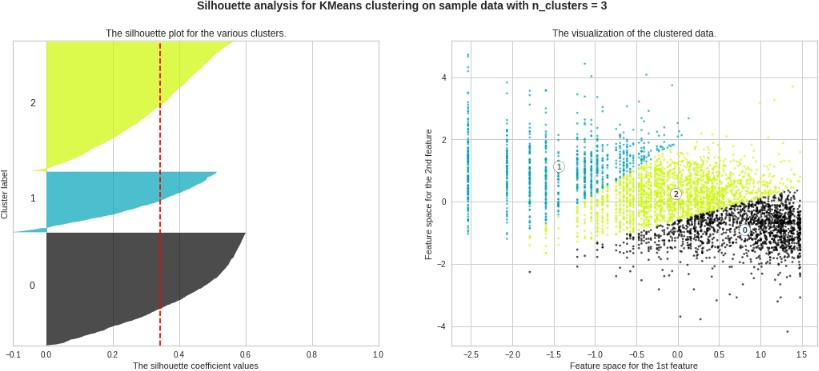 Silhouette analysis for KMeans clustering on sample data with n_clusters = 3
The silhouette plot for the various clusters.
Cluster label
2
1
0
−0.1 0.0 0.2 0.4 0.6 0.8 1.0
The silhouette coefficient values
The visualization of the clustered data.
Feature space for the 2nd feature
4
2
0
−2
−4
1
2
0
−2.5 −2.0 −1.5 −1.0 −0.5 0.0 0.5 1.0 1.5
Feature space for the 1st feature